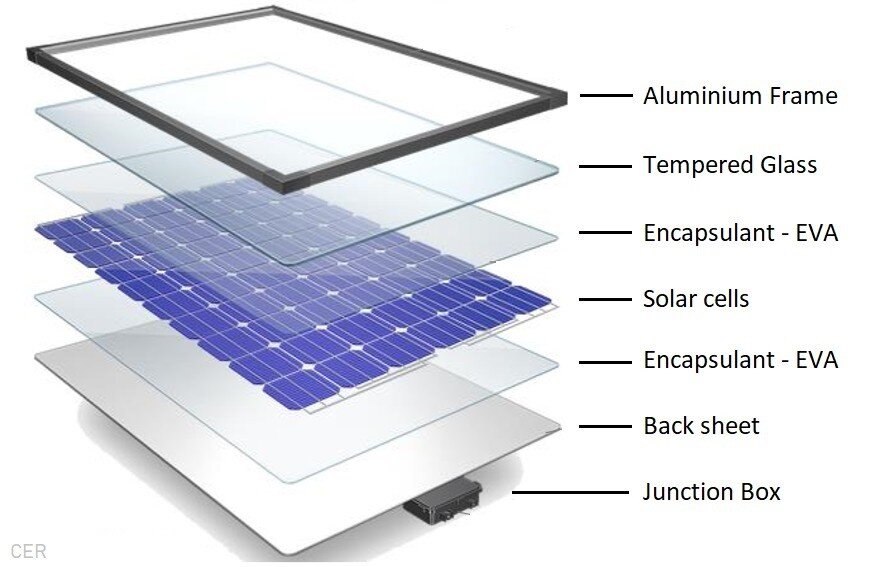 Aluminium Frame
Tempered Glass
Encapsulant - EVA
Solar cells
Encapsulant - EVA
Back sheet
Junction Box
CER